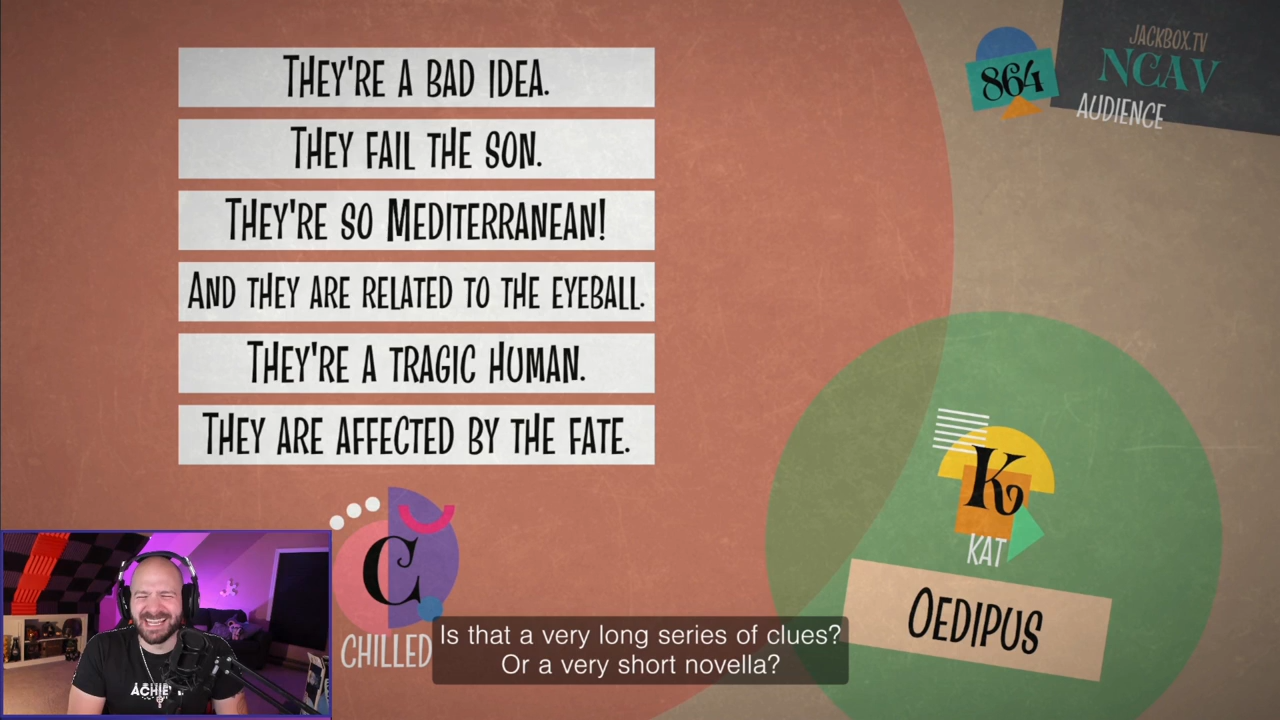 They're a bad idea.
They fail the son.
They're so Mediterranean!
And they are related to the eyeball.
They're a tragic human.
They are affected by the fate.
864
JACKBOX.TV
NCAV
AUDIENCE
K
KAT
OEDIPUS
C
CHILLED
Is that a very long series of clues?
Or a very short novella?